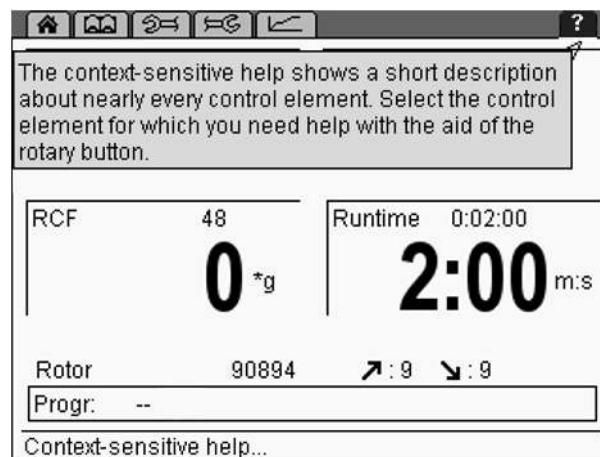 ?
The context-sensitive help shows a short description
about nearly every control element. Select the control
element for which you need help with the aid of the
rotary button.
RCF 48
0 *g
Runtime 0:02:00
2:00 m:s
Rotor 90894 ↗ : 9 ↘ : 9
Progr: --
Context-sensitive help...